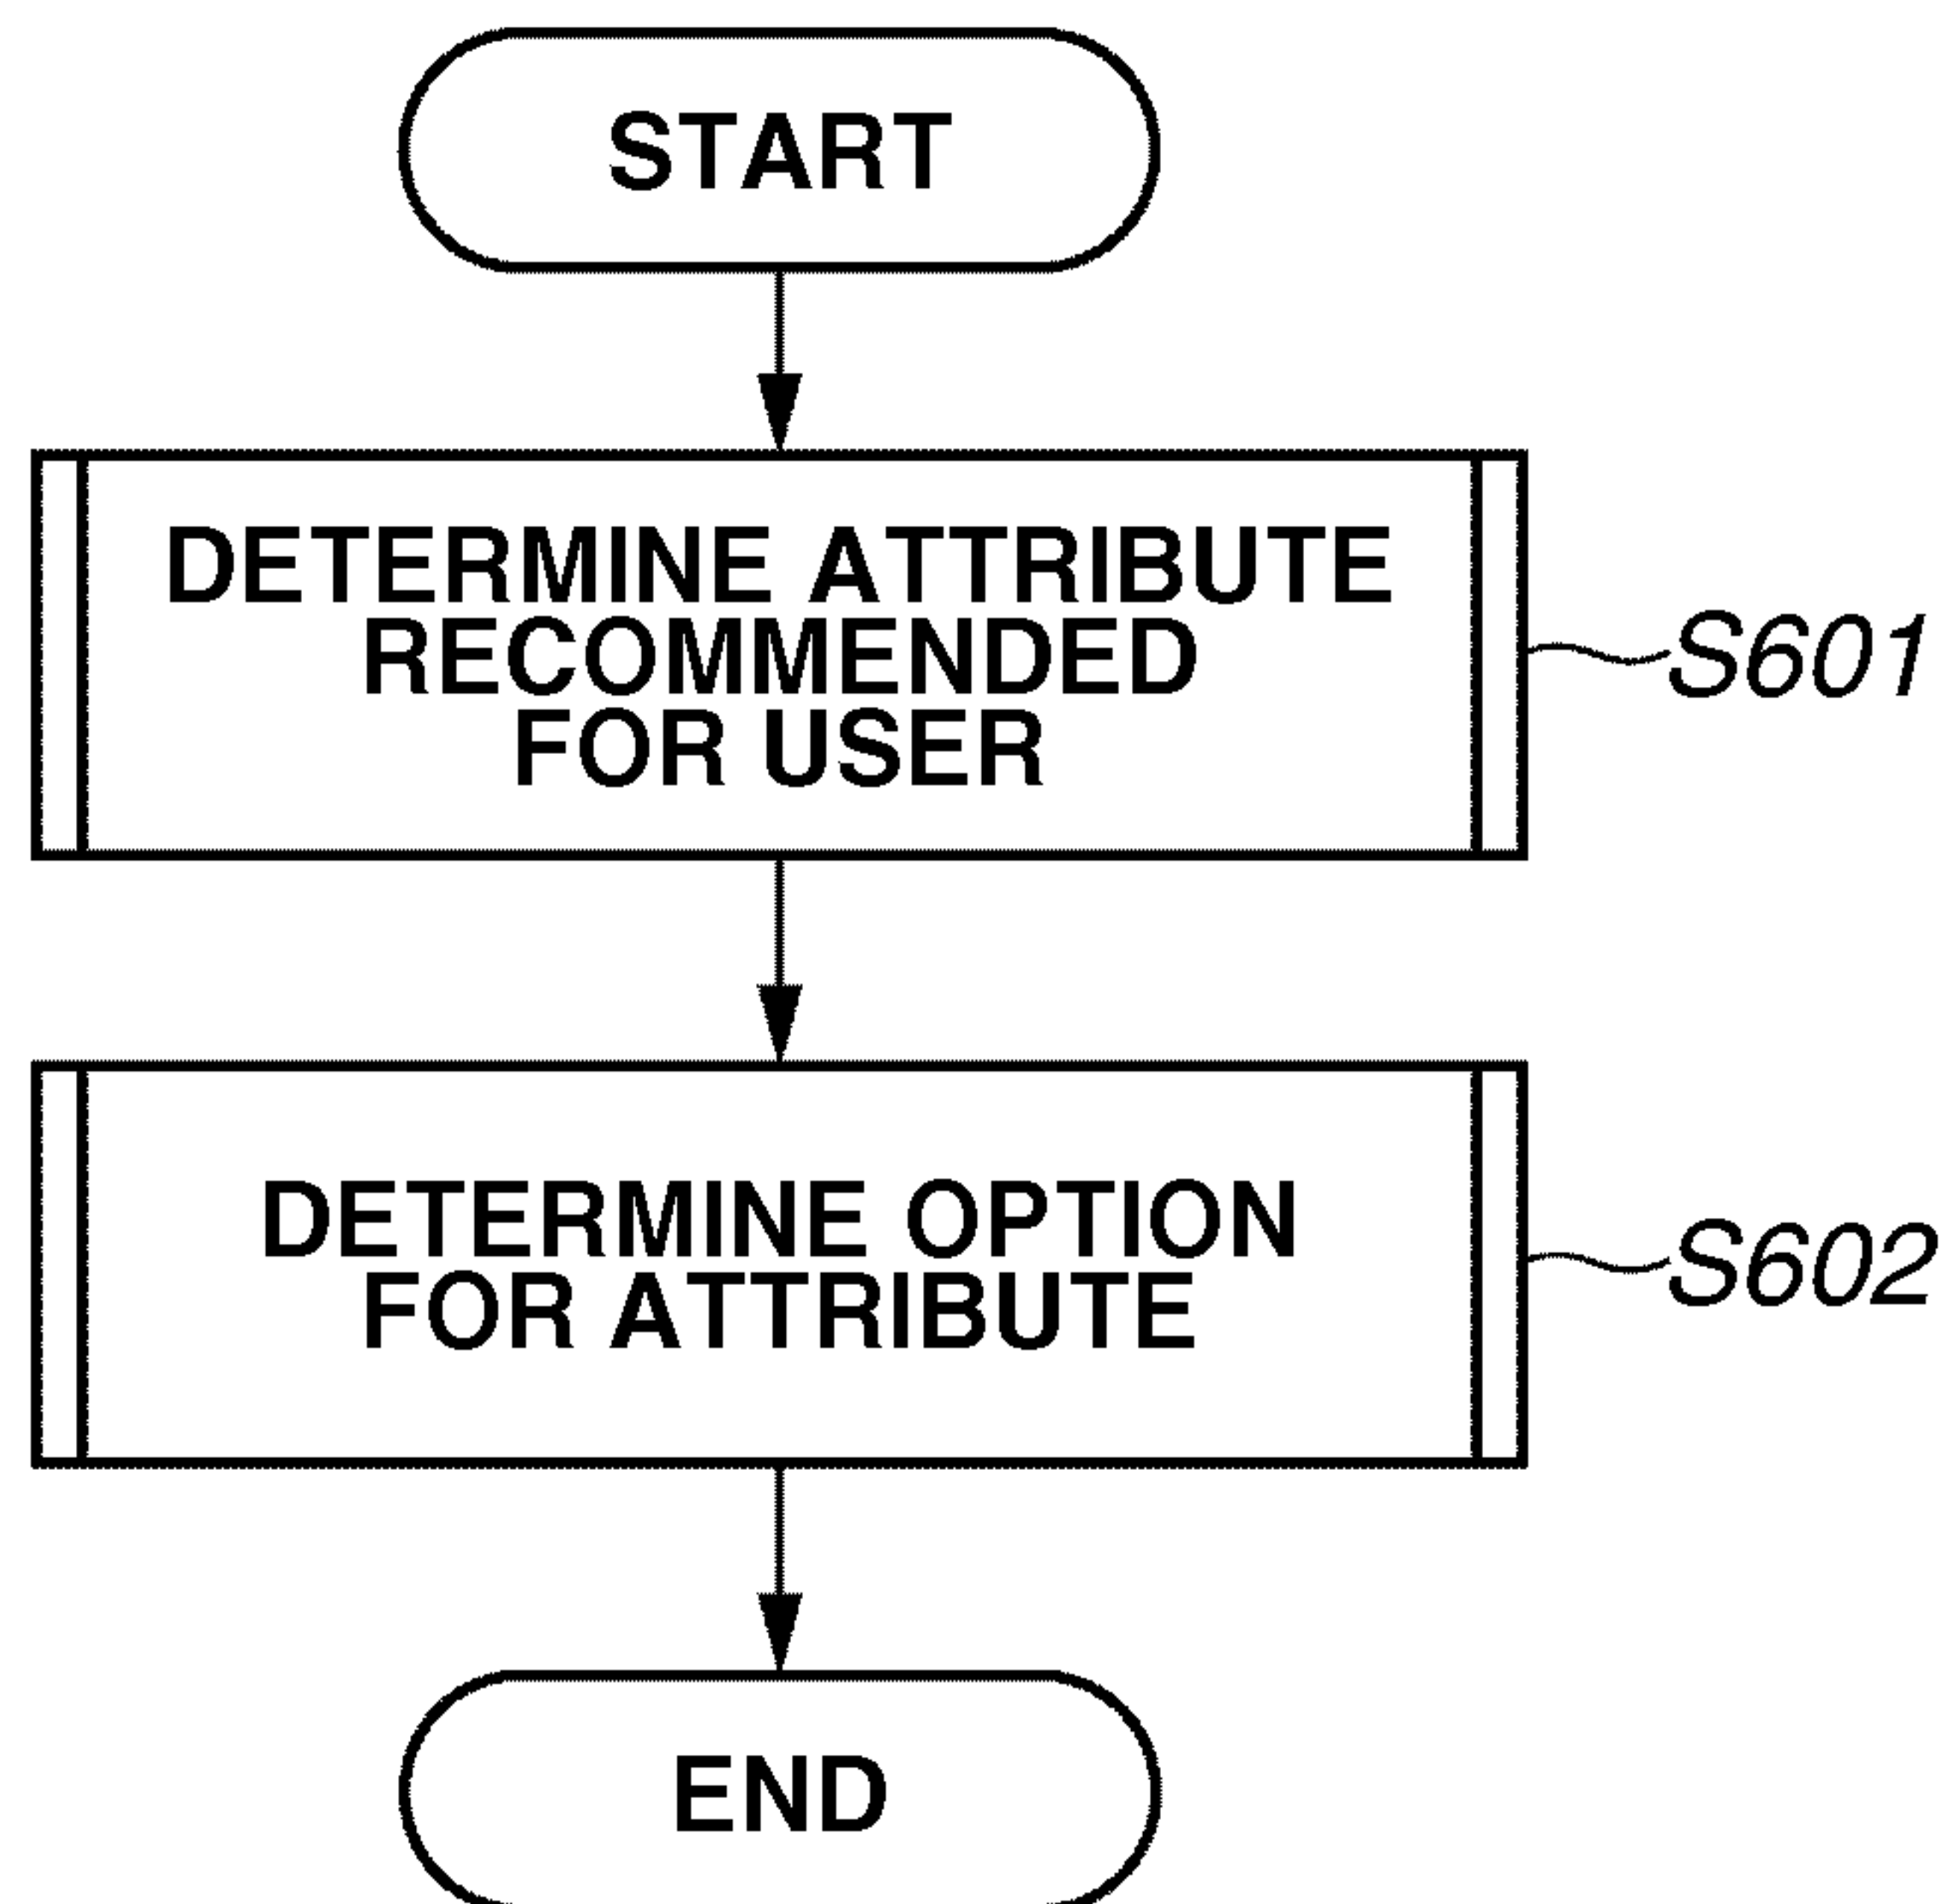 START
DETERMINE ATTRIBUTE
RECOMMENDED
FOR USER
S601
DETERMINE OPTION
FOR ATTRIBUTE
S602
END